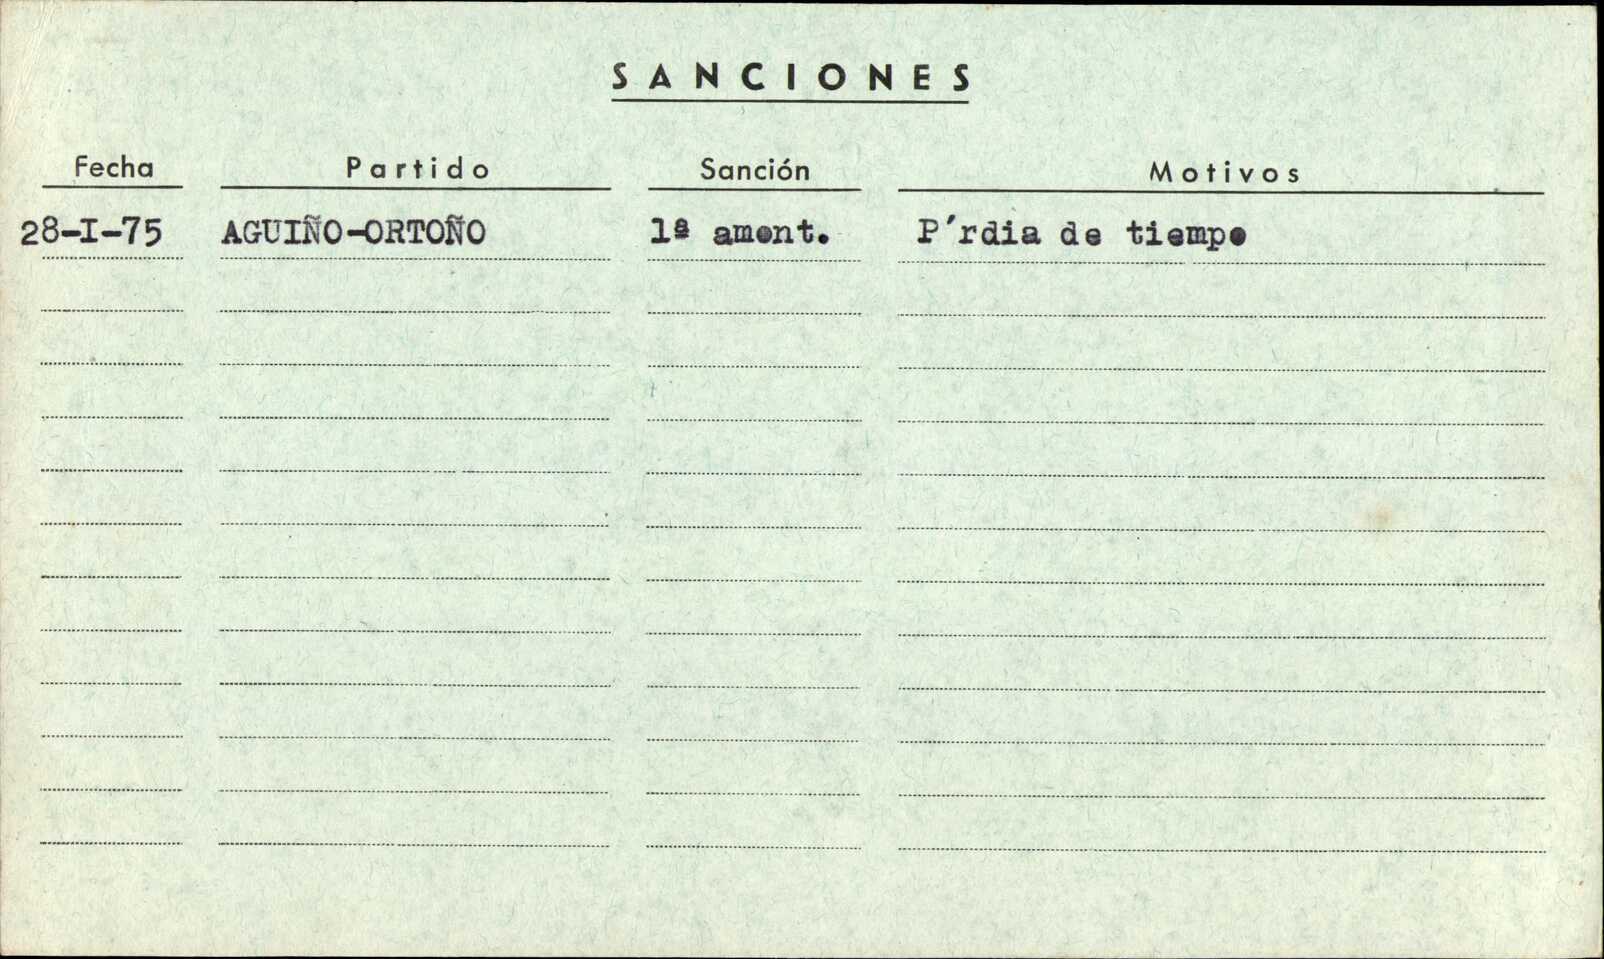 SANCIONES
Fecha Partido Sanción Motivos
28-I-75 AGUIÑO-ORTOÑO 1ª amont. P´rdia de tiempo